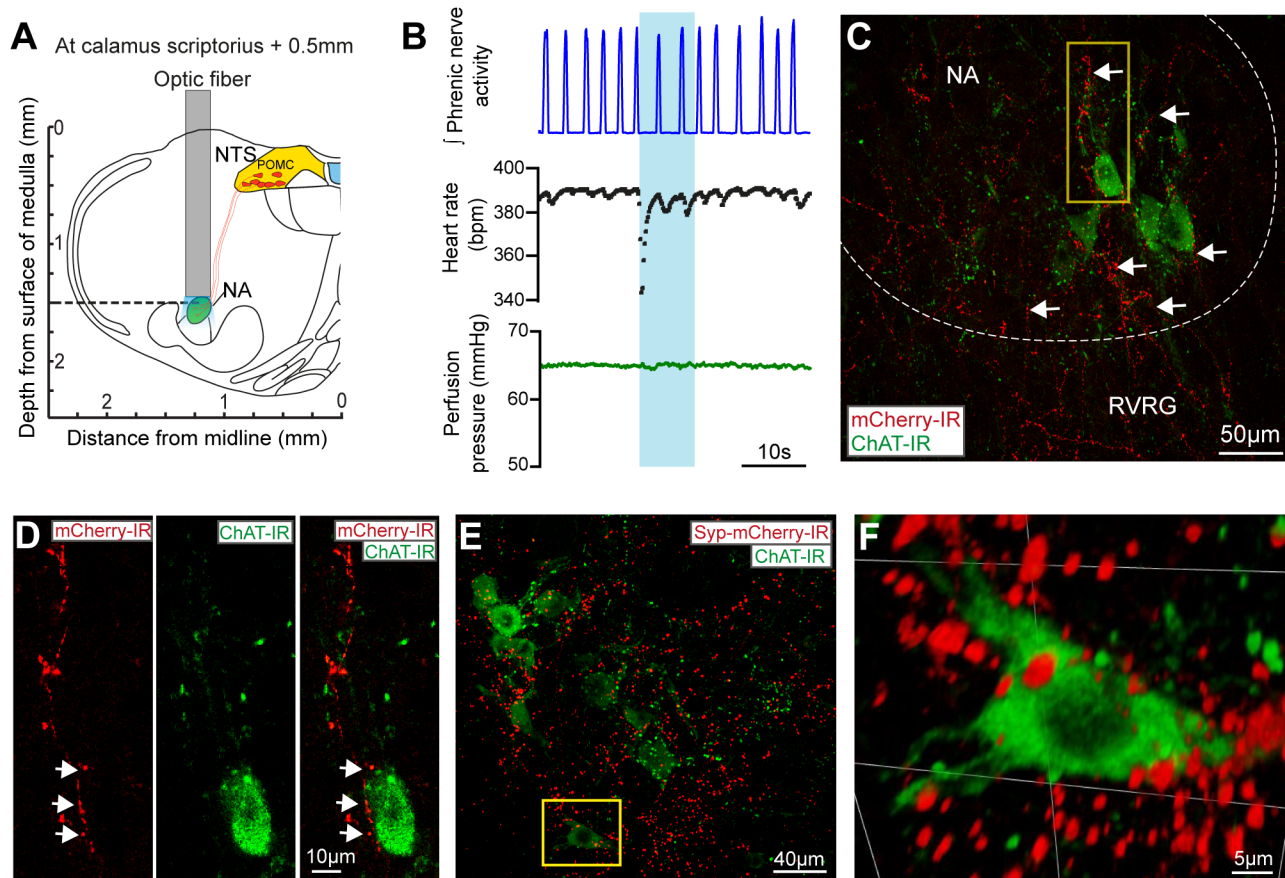 A
At calamus scriptorius + 0.5mm
Optic fiber
Depth from surface of medulla (mm)
0
1
2
NTS
POMC
NA
2
1
0
Distance from midline (mm)
B
∫ Phrenic nerve
activity
Heart rate
(bpm)
400
380
360
340
Perfusion
pressure (mmHg)
70
60
50
10s
C
NA
RVRG
mCherry-IR
ChAT-IR
50µm
D
mCherry-IR
ChAT-IR
mCherry-IR
ChAT-IR
10µm
E
Syp-mCherry-IR
ChAT-IR
40µm
F
5µm